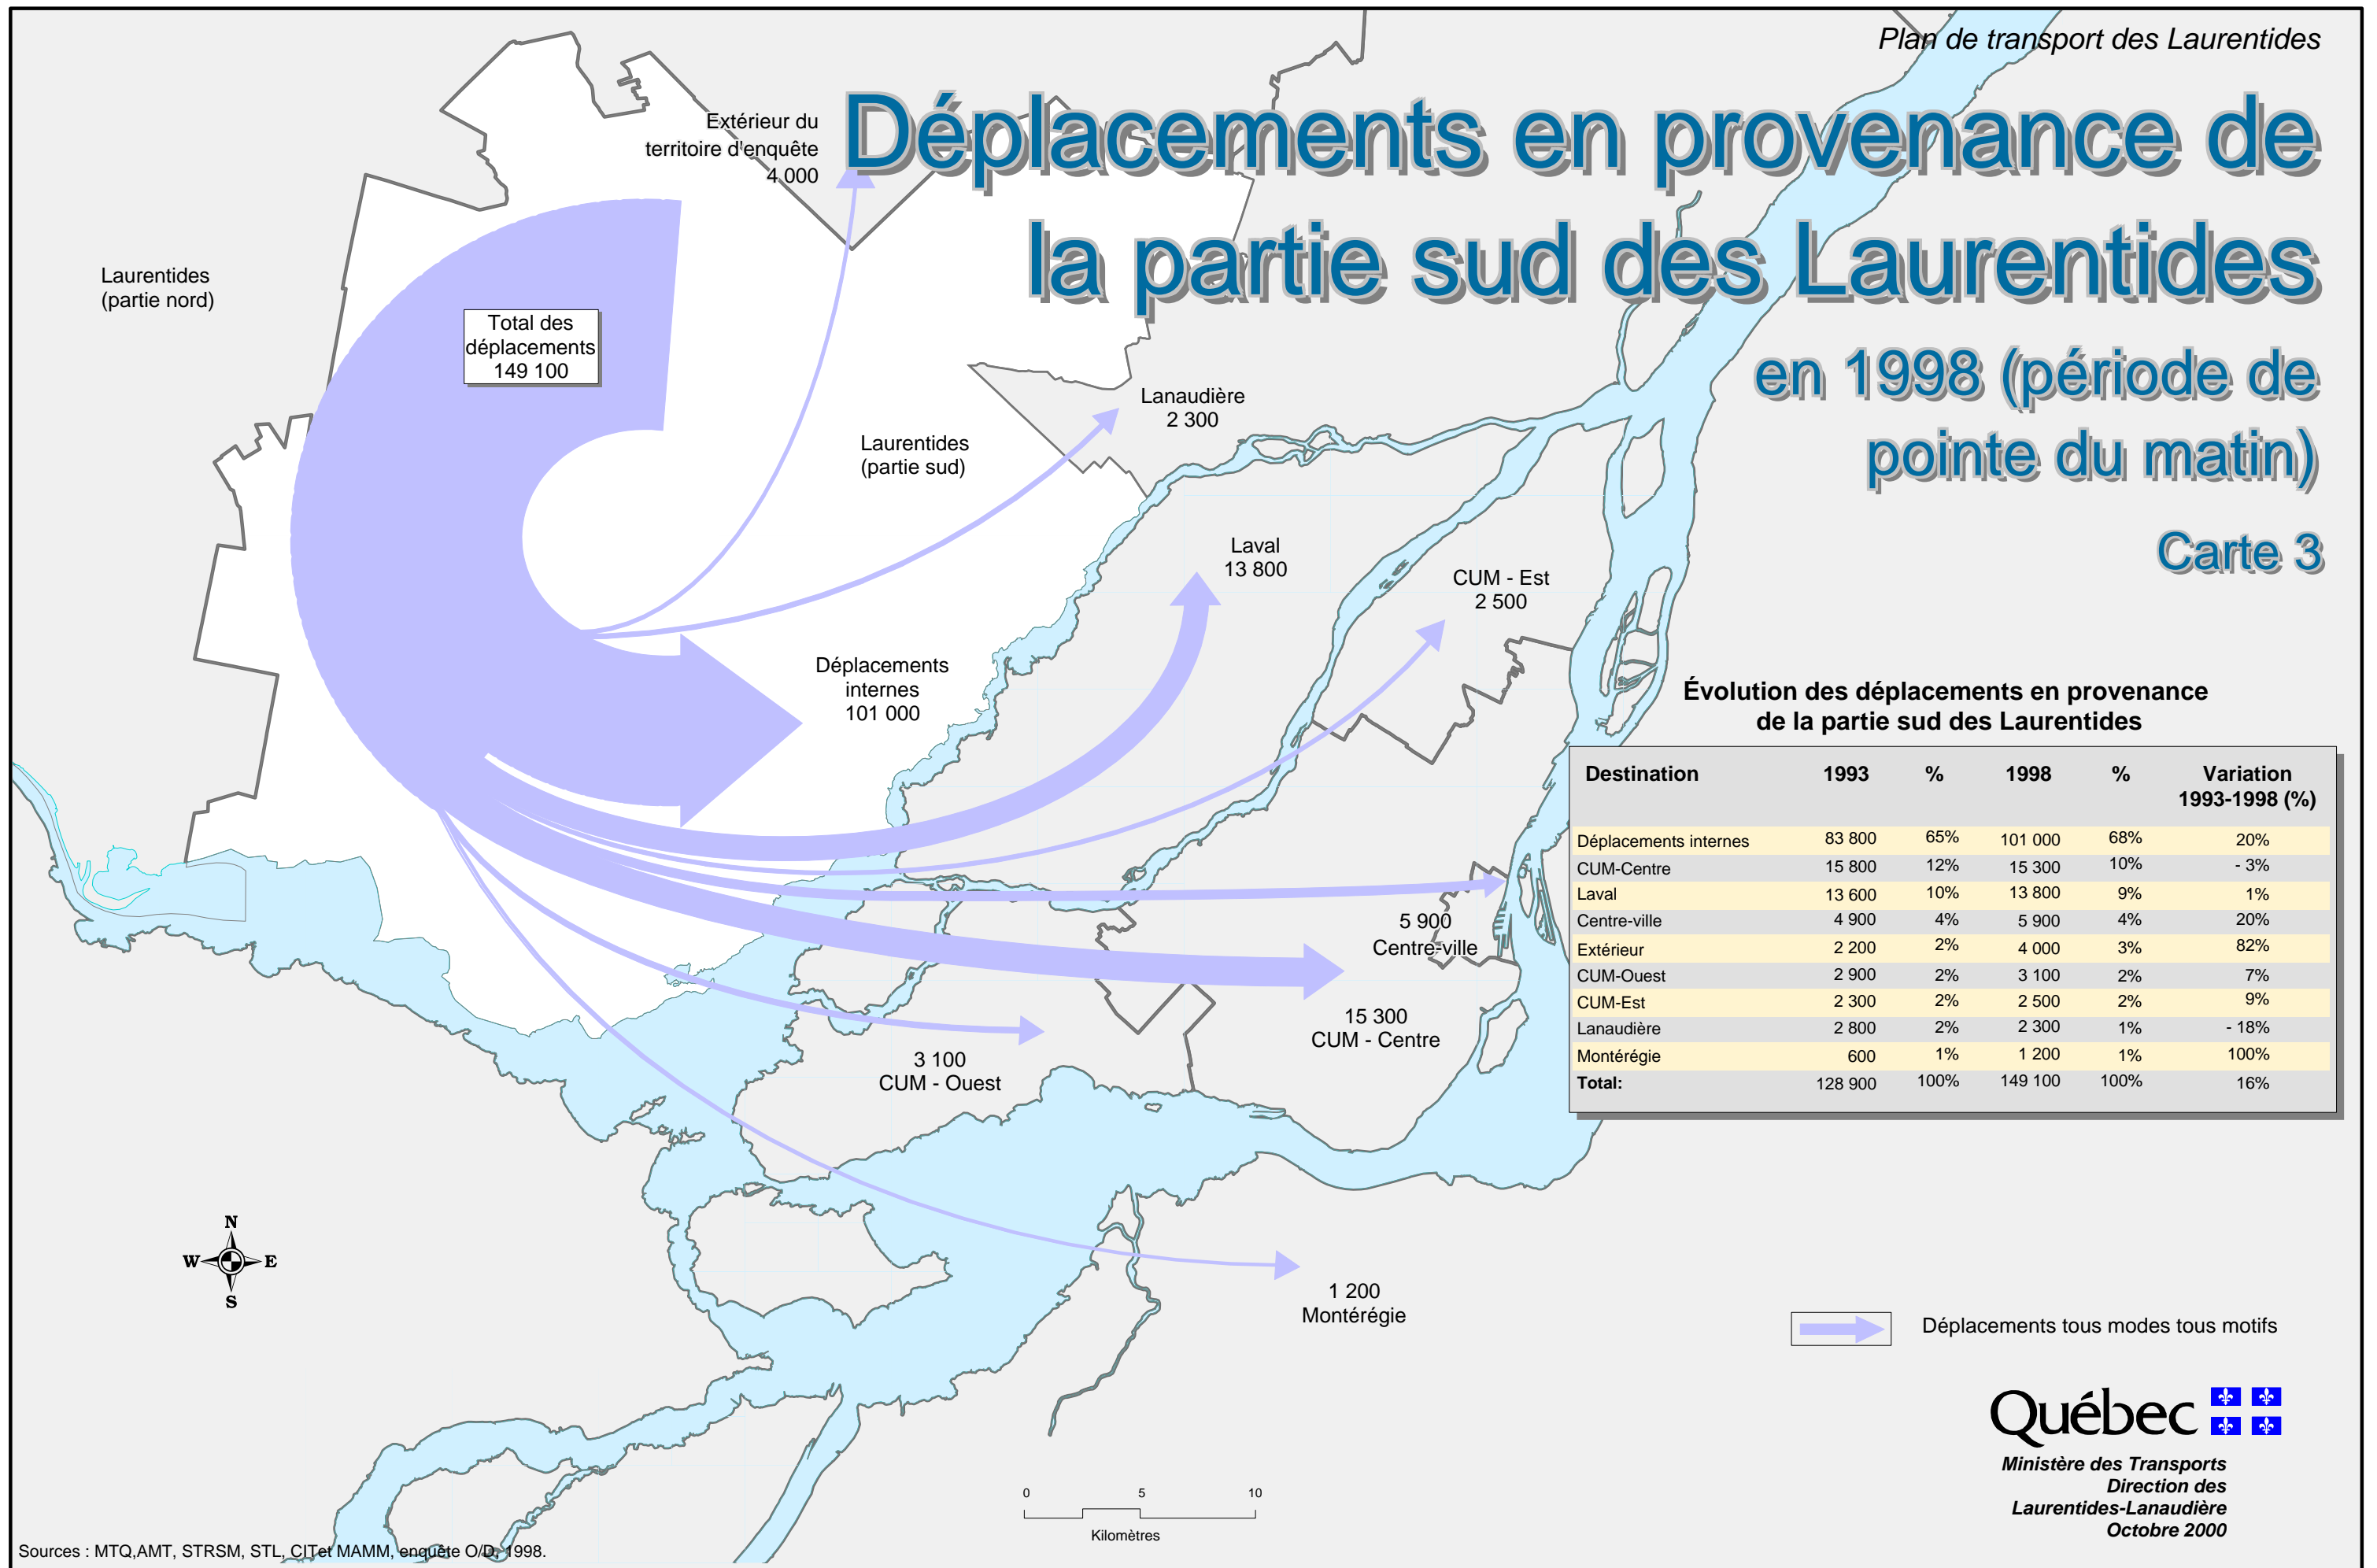 Plan de transport des Laurentides
Déplacements en provenance de
la partie sud des Laurentides
en 1998 (période de
pointe du matin)
Carte 3
Extérieur du
territoire d'enquête
4 000
Laurentides
(partie nord)
Total des
déplacements
149 100
Lanaudière
2 300
Laurentides
(partie sud)
Laval
13 800
CUM - Est
2 500
Déplacements
internes
101 000
5 900
Centre-ville
15 300
CUM - Centre
3 100
CUM - Ouest
1 200
Montérégie
Évolution des déplacements en provenance
de la partie sud des Laurentides
Destination 1993 % 1998 % Variation
1993-1998 (%)
Déplacements internes 83 800 65% 101 000 68% 20%
CUM-Centre 15 800 12% 15 300 10% - 3%
Laval 13 600 10% 13 800 9% 1%
Centre-ville 4 900 4% 5 900 4% 20%
Extérieur 2 200 2% 4 000 3% 82%
CUM-Ouest 2 900 2% 3 100 2% 7%
CUM-Est 2 300 2% 2 500 2% 9%
Lanaudière 2 800 2% 2 300 1% - 18%
Montérégie 600 1% 1 200 1% 100%
Total: 128 900 100% 149 100 100% 16%
N
W E
S
Déplacements tous modes tous motifs
Québec
Ministère des Transports
Direction des
Laurentides-Lanaudière
Octobre 2000
0 5 10
Kilomètres
Sources : MTQ,AMT, STRSM, STL, CITet MAMM, enquête O/D, 1998.